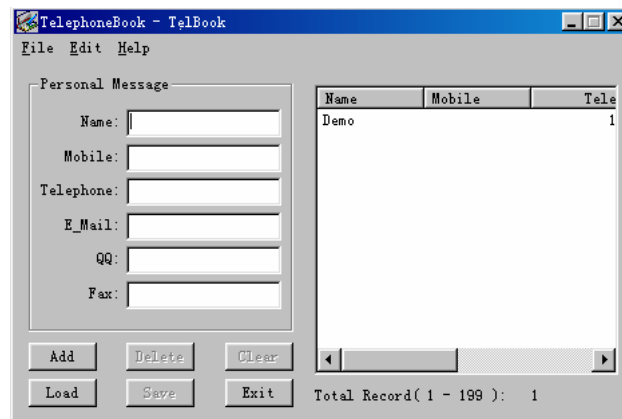 TelephoneBook - TelBook
File Edit Help
Personal Message
Name:
Mobile:
Telephone:
E_Mail:
QQ:
Fax:
Add Delete Clear
Load Save Exit
Name Mobile Tele
Demo 1
Total Record( 1 - 199 ): 1